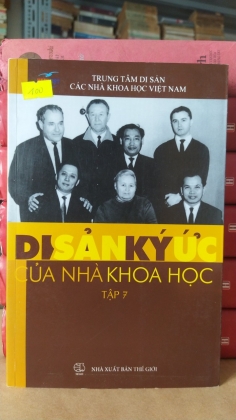 TRUNG TÂM DI SẢN
CÁC NHÀ KHOA HỌC VIỆT NAM
DI SẢN KÝ ỨC
CỦA NHÀ KHOA HỌC
TẬP 7
NHÀ XUẤT BẢN THẾ GIỚI